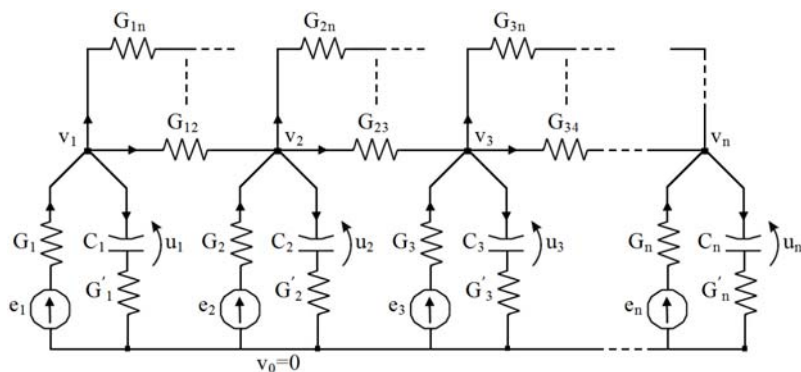 G1n G2n G3n
v1 G12 v2 G23 v3 G34 vn
G1 C1 u1 G2 C2 u2 G3 C3 u3 Gn Cn un
e1 G'1 e2 G'2 e3 G'3 en G'n
v0=0